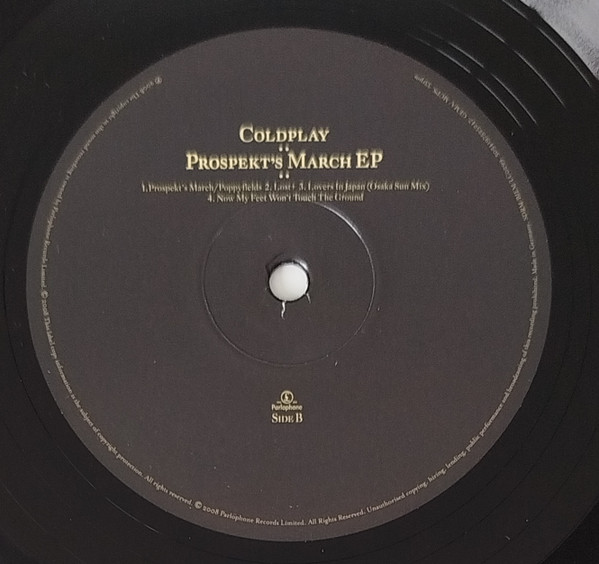 COLDPLAY
PROSPEKT'S MARCH EP
1.Prospekt's March/Poppyfields 2. Lost+ 3. Lovers In Japan (Osaka Sun Mix)
4. Now My Feet Won't Touch The Ground
Parlophone
SIDE B
All rights reserved. © 2008 Parlophone Records Limited. All Rights Reserved. Unauthorised copying, hiring, lending, public performance and broadcasting of this recording prohibited. Made in